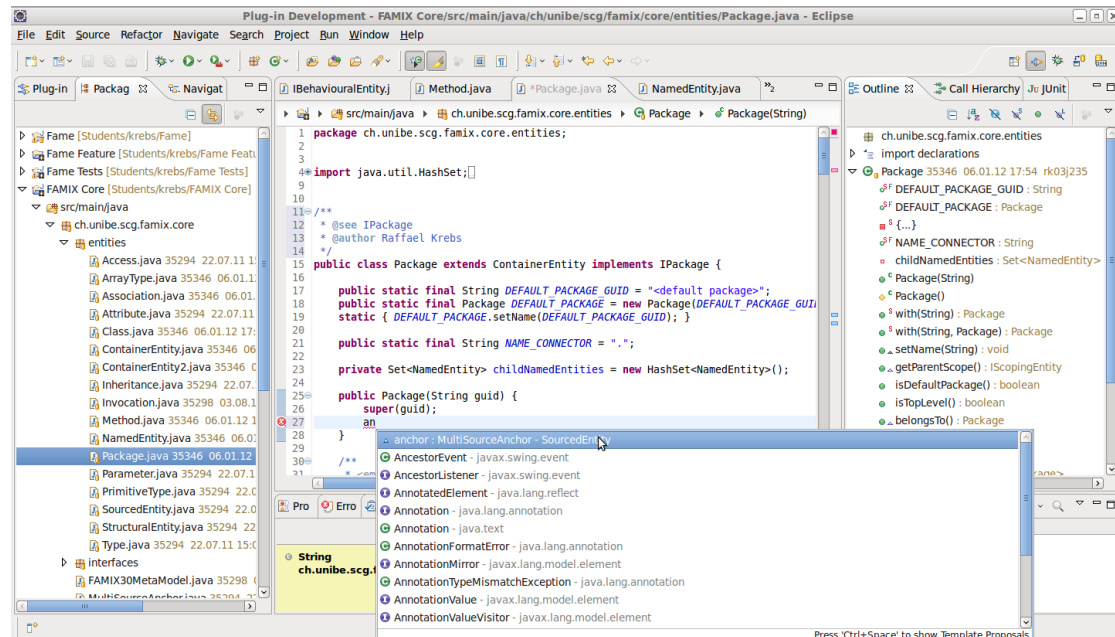 Plug-in Development - FAMIX Core/src/main/java/ch/unibe/scg/famix/core/entities/Package.java - Eclipse
File Edit Source Refactor Navigate Search Project Run Window Help
Plug-in Packag Navigat
Fame [Students/krebs/Fame]
Fame Feature [Students/krebs/Fame Featu
Fame Tests [Students/krebs/Fame Tests]
FAMIX Core [Students/krebs/FAMIX Core]
src/main/java
ch.unibe.scg.famix.core
entities
Access.java 35294 22.07.11 1
ArrayType.java 35346 06.01.1
Association.java 35346 06.01.
Attribute.java 35294 22.07.11
Class.java 35346 06.01.12 17:
ContainerEntity.java 35346 06
ContainerEntity2.java 35346 0
Inheritance.java 35294 22.07.
Invocation.java 35298 03.08.1
Method.java 35346 06.01.12 1
NamedEntity.java 35346 06.01
Package.java 35346 06.01.12
Parameter.java 35294 22.07.1
PrimitiveType.java 35294 22.0
SourcedEntity.java 35294 22.0
StructuralEntity.java 35294 22
Type.java 35294 22.07.11 15:0
interfaces
FAMIX30MetaModel.java 35298
MultiSourceAnchor.java 35294
IBehaviouralEntity.j Method.java *Package.java NamedEntity.java »2
src/main/java ch.unibe.scg.famix.core.entities Package Package(String)
1 package ch.unibe.scg.famix.core.entities;
2
3
4 import java.util.HashSet;
9
10
11 /**
12 * @see IPackage
13 * @author Raffael Krebs
14 */
15 public class Package extends ContainerEntity implements IPackage {
16
17 public static final String DEFAULT_PACKAGE_GUID = "<default package>";
18 public static final Package DEFAULT_PACKAGE = new Package(DEFAULT_PACKAGE_GUI
19 static { DEFAULT_PACKAGE.setName(DEFAULT_PACKAGE_GUID); }
20
21 public static final String NAME_CONNECTOR = ".";
22
23 private Set<NamedEntity> childNamedEntities = new HashSet<NamedEntity>();
24
25 public Package(String guid) {
26 super(guid);
27 an
28 }
29
30 /**
31
anchor : MultiSourceAnchor - SourcedEntity
AncestorEvent - javax.swing.event
AncestorListener - javax.swing.event
AnnotatedElement - java.lang.reflect
Annotation - java.lang.annotation
Annotation - java.text
AnnotationFormatError - java.lang.annotation
AnnotationMirror - javax.lang.model.element
AnnotationTypeMismatchException - java.lang.annotation
AnnotationValue - javax.lang.model.element
AnnotationValueVisitor - javax.lang.model.element
Press 'Ctrl+Space' to show Template Proposals
Pro Erro
String
ch.unibe.scg.f
Outline Call Hierarchy JUnit
ch.unibe.scg.famix.core.entities
import declarations
Package 35346 06.01.12 17:54 rk03j235
DEFAULT_PACKAGE_GUID : String
DEFAULT_PACKAGE : Package
{...}
NAME_CONNECTOR : String
childNamedEntities : Set<NamedEntity>
Package(String)
Package()
with(String) : Package
with(String, Package) : Package
setName(String) : void
getParentScope() : IScopingEntity
isDefaultPackage() : boolean
isTopLevel() : boolean
belongsTo() : Package